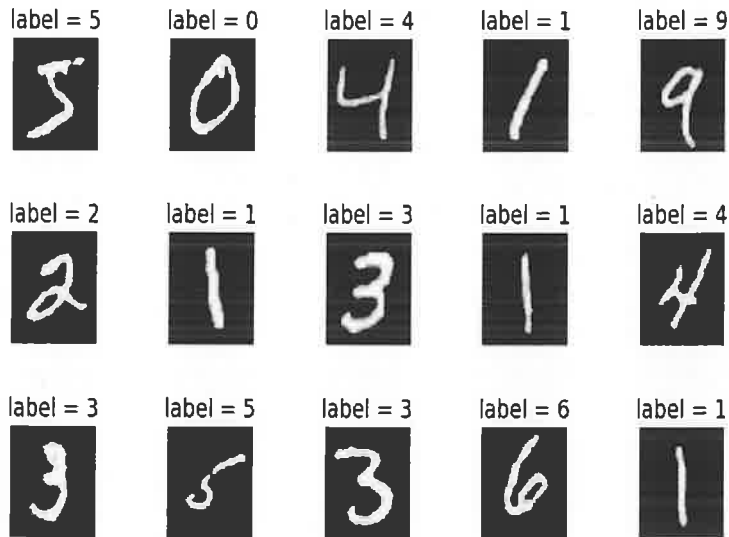 label = 5 label = 0 label = 4 label = 1 label = 9
5 0 4 1 9
label = 2 label = 1 label = 3 label = 1 label = 4
2 1 3 1 4
label = 3 label = 5 label = 3 label = 6 label = 1
3 5 3 6 1